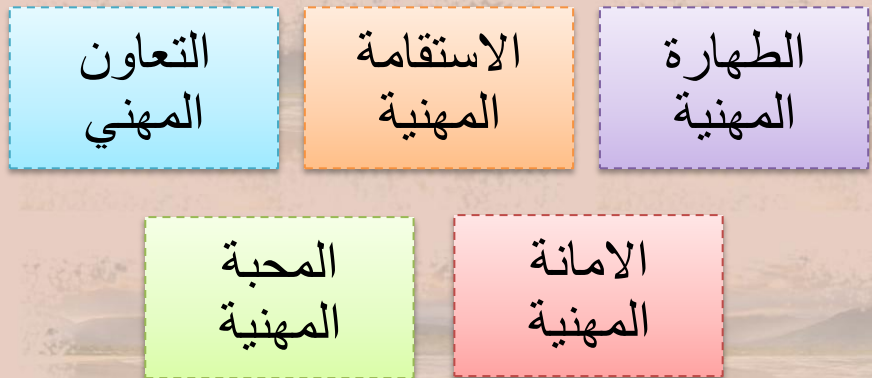 الطهارة
المهنية
الاستقامة
المهنية
التعاون
المهني
الامانة
المهنية
المحبة
المهنية